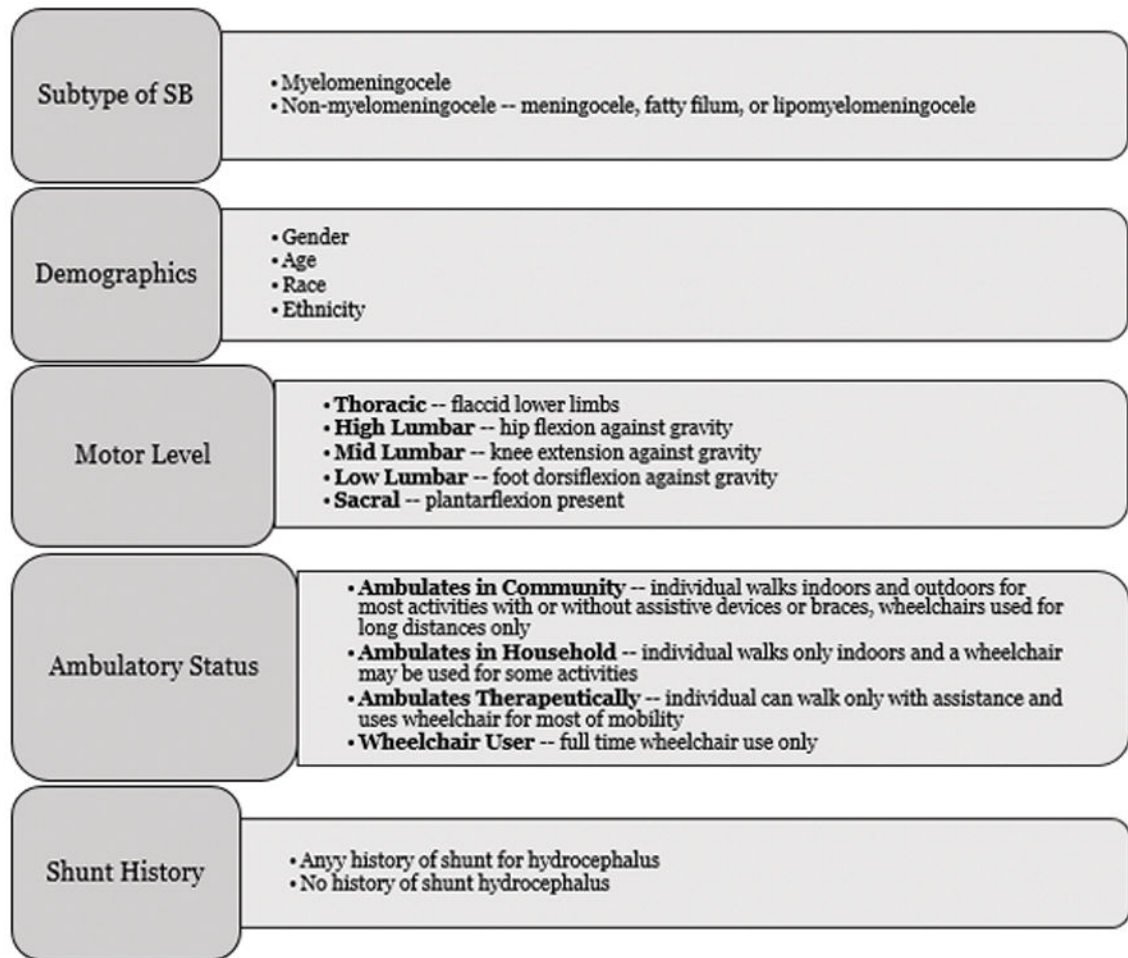 Subtype of SB
• Myelomeningocele
• Non-myelomeningocele -- meningocele, fatty filum, or lipomyelomeningocele
Demographics
• Gender
• Age
• Race
• Ethnicity
Motor Level
• Thoracic -- flaccid lower limbs
• High Lumbar -- hip flexion against gravity
• Mid Lumbar -- knee extension against gravity
• Low Lumbar -- foot dorsiflexion against gravity
• Sacral -- plantarflexion present
Ambulatory Status
• Ambulates in Community -- individual walks indoors and outdoors for
most activities with or without assistive devices or braces, wheelchairs used for
long distances only
• Ambulates in Household -- individual walks only indoors and a wheelchair
may be used for some activities
• Ambulates Therapeutically -- individual can walk only with assistance and
uses wheelchair for most of mobility
• Wheelchair User -- full time wheelchair use only
Shunt History
• Anyy history of shunt for hydrocephalus
• No history of shunt hydrocephalus